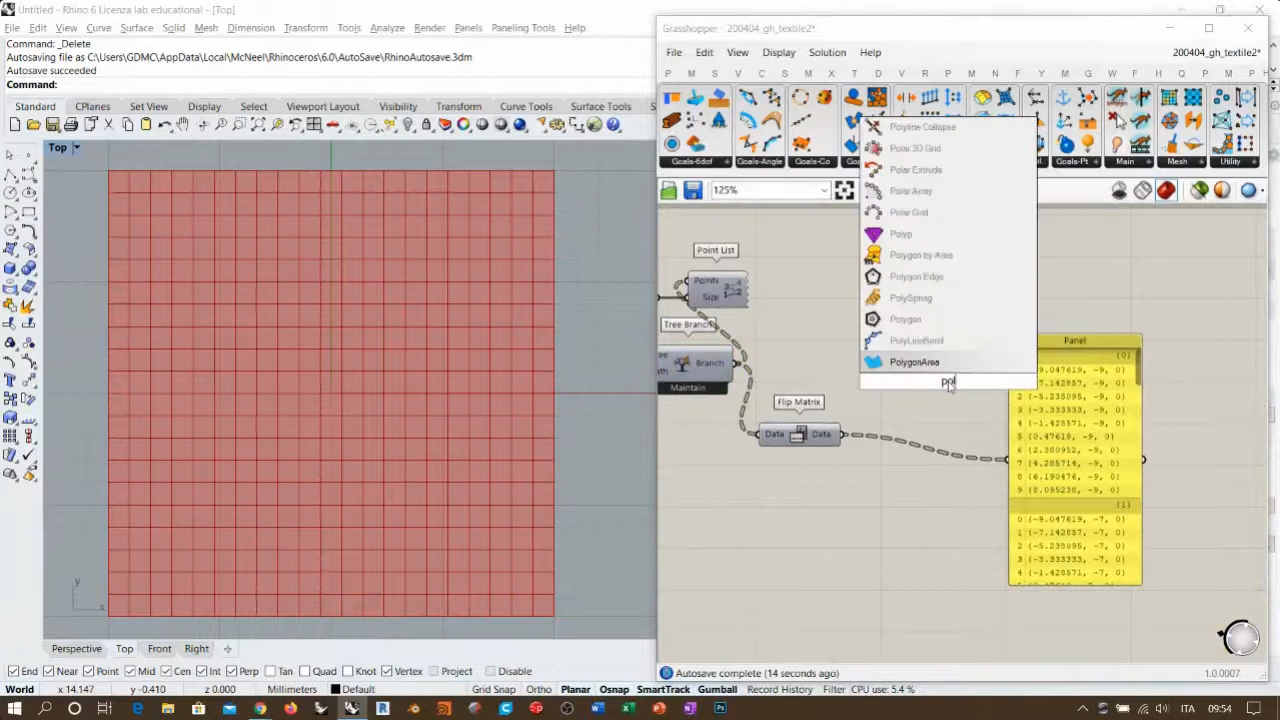 Untitled - Rhino 6 Licenza lab educational - [Top]
File Edit View Curve Surface Solid Mesh Dimension Transform Tools Analyze Render Panels Paneling Tools Help
Command: _Delete
Autosaving file as C:\Users\GDMC\AppData\Local\McNeel\Rhinoceros\6.0\AutoSave\RhinoAutosave.3dm
Autosave succeeded
Command:
Standard CPlanes Set View Display Select Viewport Layout Visibility Transform Curve Tools Surface Tools
Top
Grasshopper - 200404_gh_textile2*
File Edit View Display Solution Help
200404_gh_textile2*
P M S V C S X T D V R P M N F Y M G H Q P M
Goals-6dof Goals-Angle Goals-Co Goals-Pt Main Mesh Utility
125%
Polyline Collapse
Polar 3D Grid
Polar Extrude
Polar Array
Polar Grid
Polyp
Polygon by Area
Polygon Edge
PolySpring
Polygon
PolyLineBend
PolygonArea
pol
Point List
Points
Size
Tree Branch
Branch
Maintain
Flip Matrix
Data Data
Panel
{0}
2 {-5.238095, -9, 0}
3 {-3.333333, -9, 0}
4 {-1.428571, -9, 0}
5 {0.47619, -9, 0}
6 {2.380952, -9, 0}
7 {4.285714, -9, 0}
8 {6.190476, -9, 0}
9 {8.095238, -9, 0}
{1}
0 {-9.047619, -7, 0}
1 {-7.142857, -7, 0}
2 {-5.238095, -7, 0}
3 {-3.333333, -7, 0}
4 {-1.428571, -7, 0}
y
x
Perspective Top Front Right
End Near Point Mid Cen Int Perp Tan Quad Knot Vertex Project Disable
Autosave complete (14 seconds ago)
1.0.0007
World x 14.147 y -0.410 z 0.000 Millimeters Default Grid Snap Ortho Planar Osnap SmartTrack Gumball Record History Filter CPU use: 5.4 %
ITA 09:54